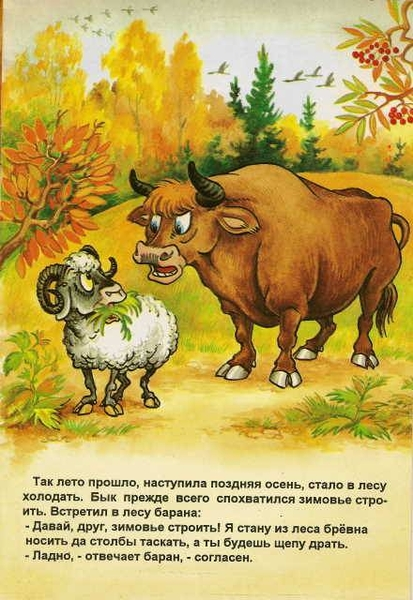 Так лето прошло, наступила поздняя осень, стало в лесу
холодать. Бык прежде всего спохватился зимовье стро-
ить. Встретил в лесу барана:
- Давай, друг, зимовье строить! Я стану из леса брёвна
носить да столбы таскать, а ты будешь щепу драть.
- Ладно, - отвечает баран, - согласен.